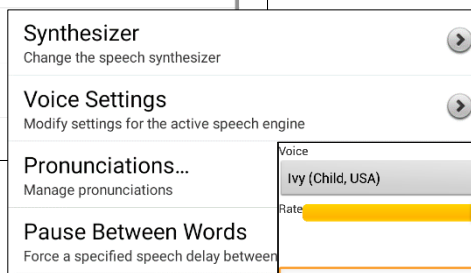 Synthesizer
Change the speech synthesizer
Voice Settings
Modify settings for the active speech engine
Pronunciations...
Manage pronunciations
Pause Between Words
Force a specified speech delay between
Voice
Ivy (Child, USA)
Rate